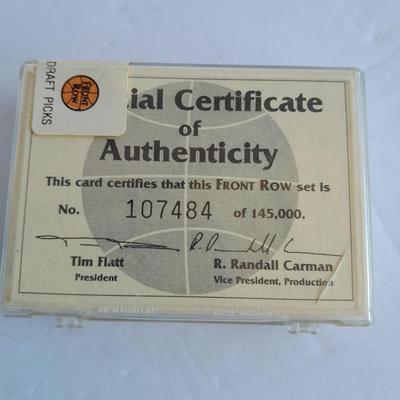 DRAFT PICKS
FRONT
ROW
cial Certificate
of
Authenticity
This card certifies that this FRONT ROW set is
No. 107484 of 145,000.
Tim Flatt R. Randall Carman
President Vice President, Production